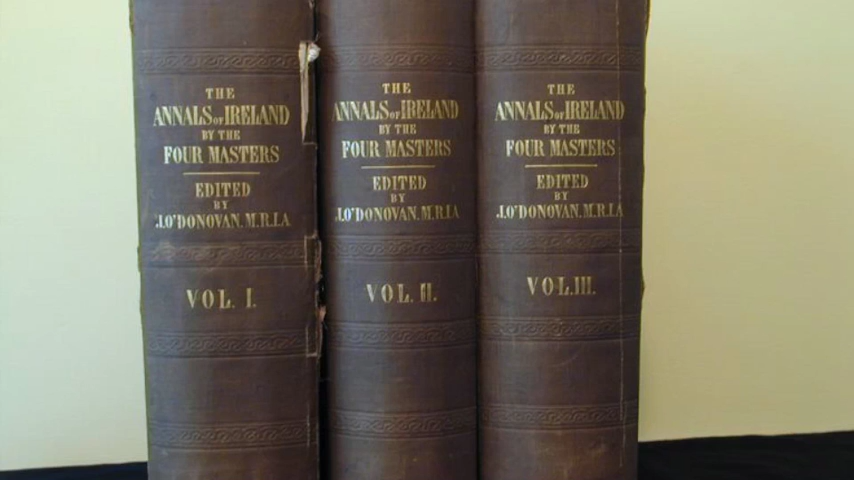 THE
ANNALS OF IRELAND
BY THE
FOUR MASTERS
EDITED
BY
J.O'DONOVAN, M.R.I.A
VOL. I.
THE
ANNALS OF IRELAND
BY THE
FOUR MASTERS
EDITED
BY
J.O'DONOVAN, M.R.I.A
VOL. II.
THE
ANNALS OF IRELAND
BY THE
FOUR MASTERS
EDITED
BY
J.O'DONOVAN, M.R.I.A
VOL. III.